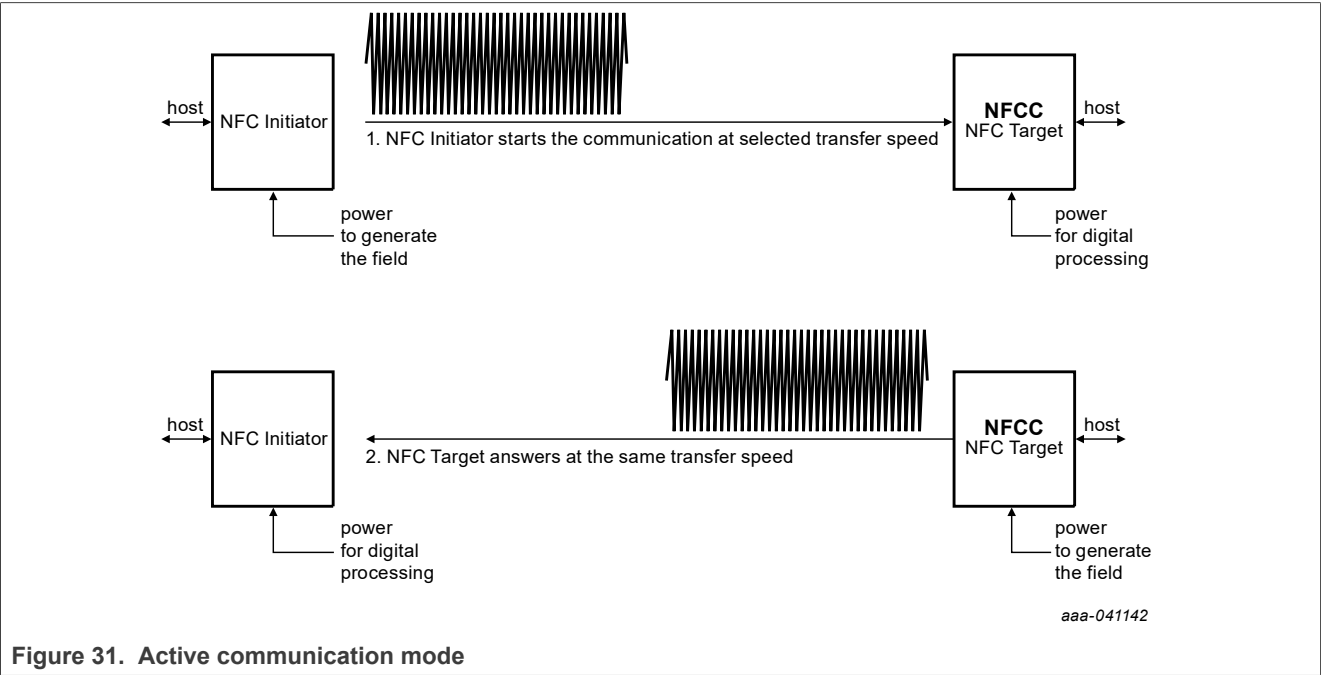 host
NFC Initiator
1. NFC Initiator starts the communication at selected transfer speed
NFCC
NFC Target
host
power
to generate
the field
power
for digital
processing
host
NFC Initiator
2. NFC Target answers at the same transfer speed
NFCC
NFC Target
host
power
for digital
processing
power
to generate
the field
aaa-041142
Figure 31. Active communication mode